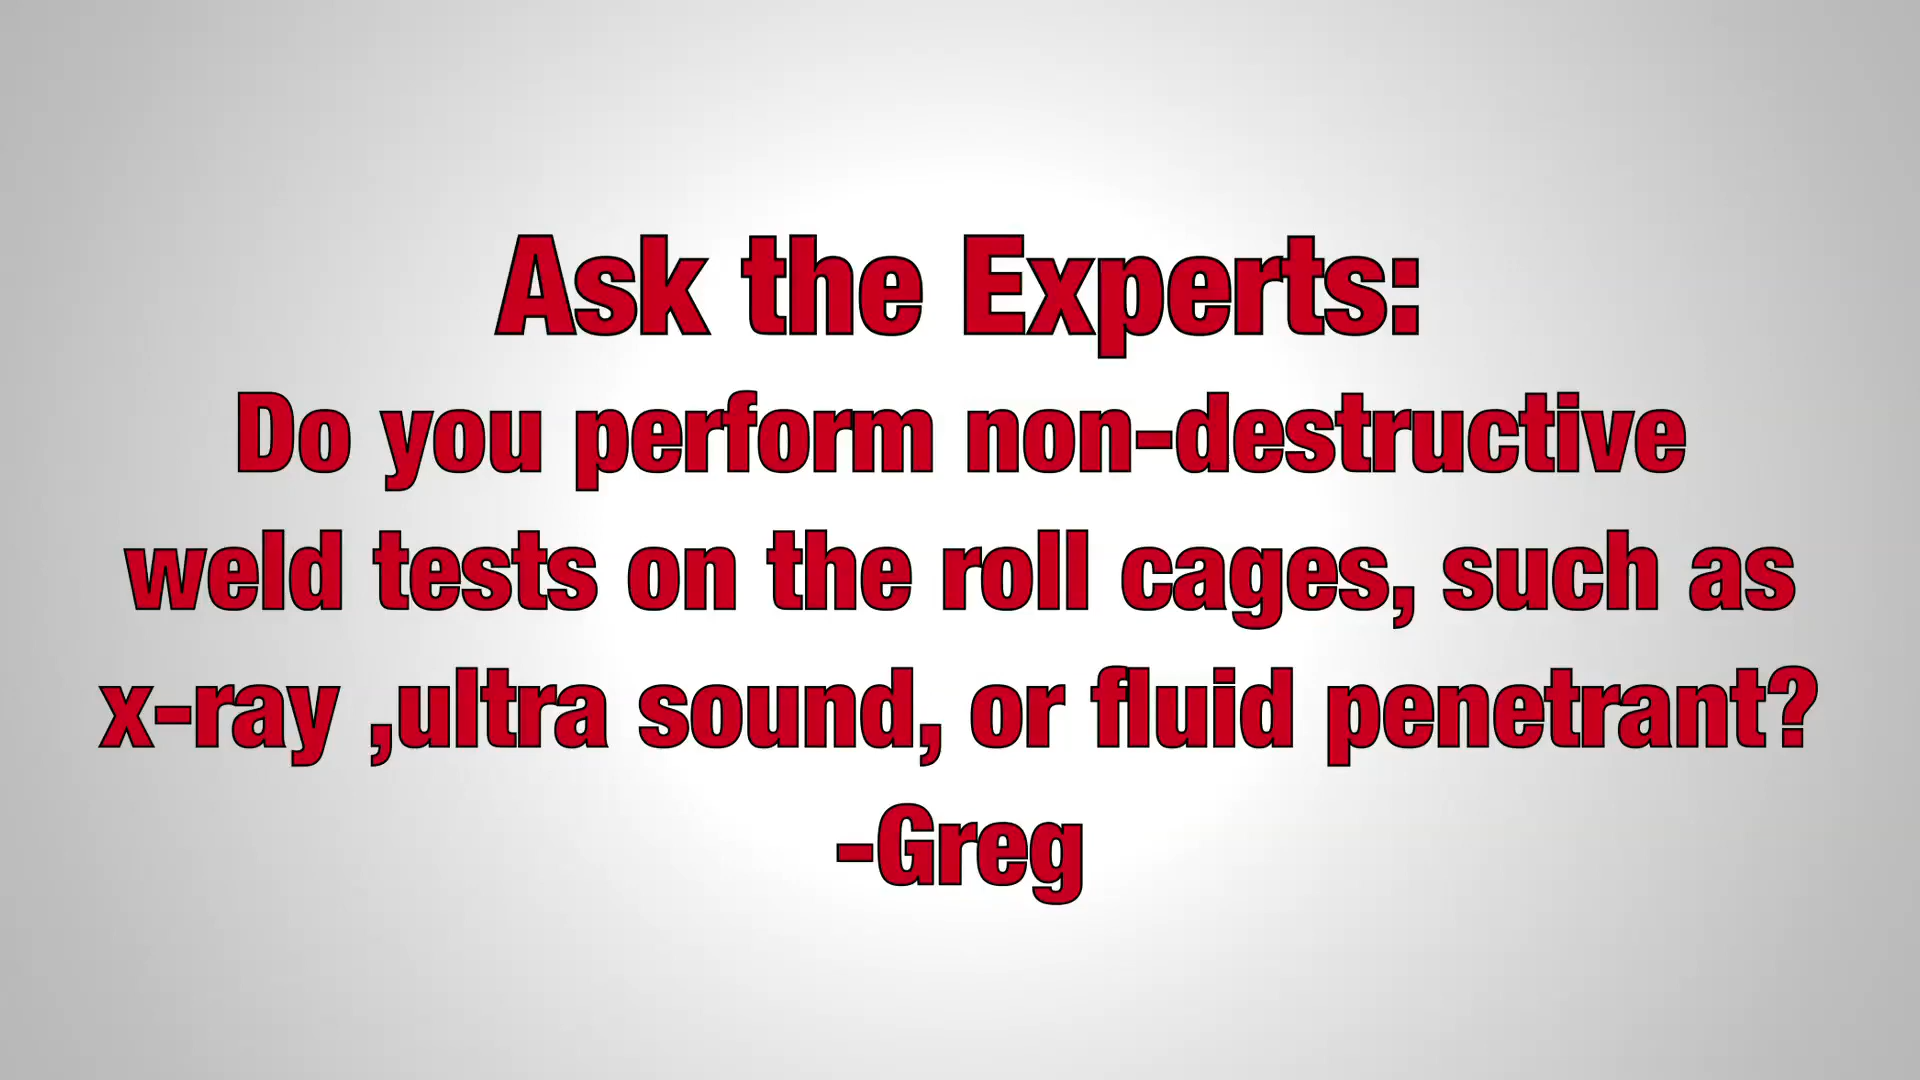 Ask the Experts:
Do you perform non-destructive
weld tests on the roll cages, such as
x-ray ,ultra sound, or fluid penetrant?
-Greg